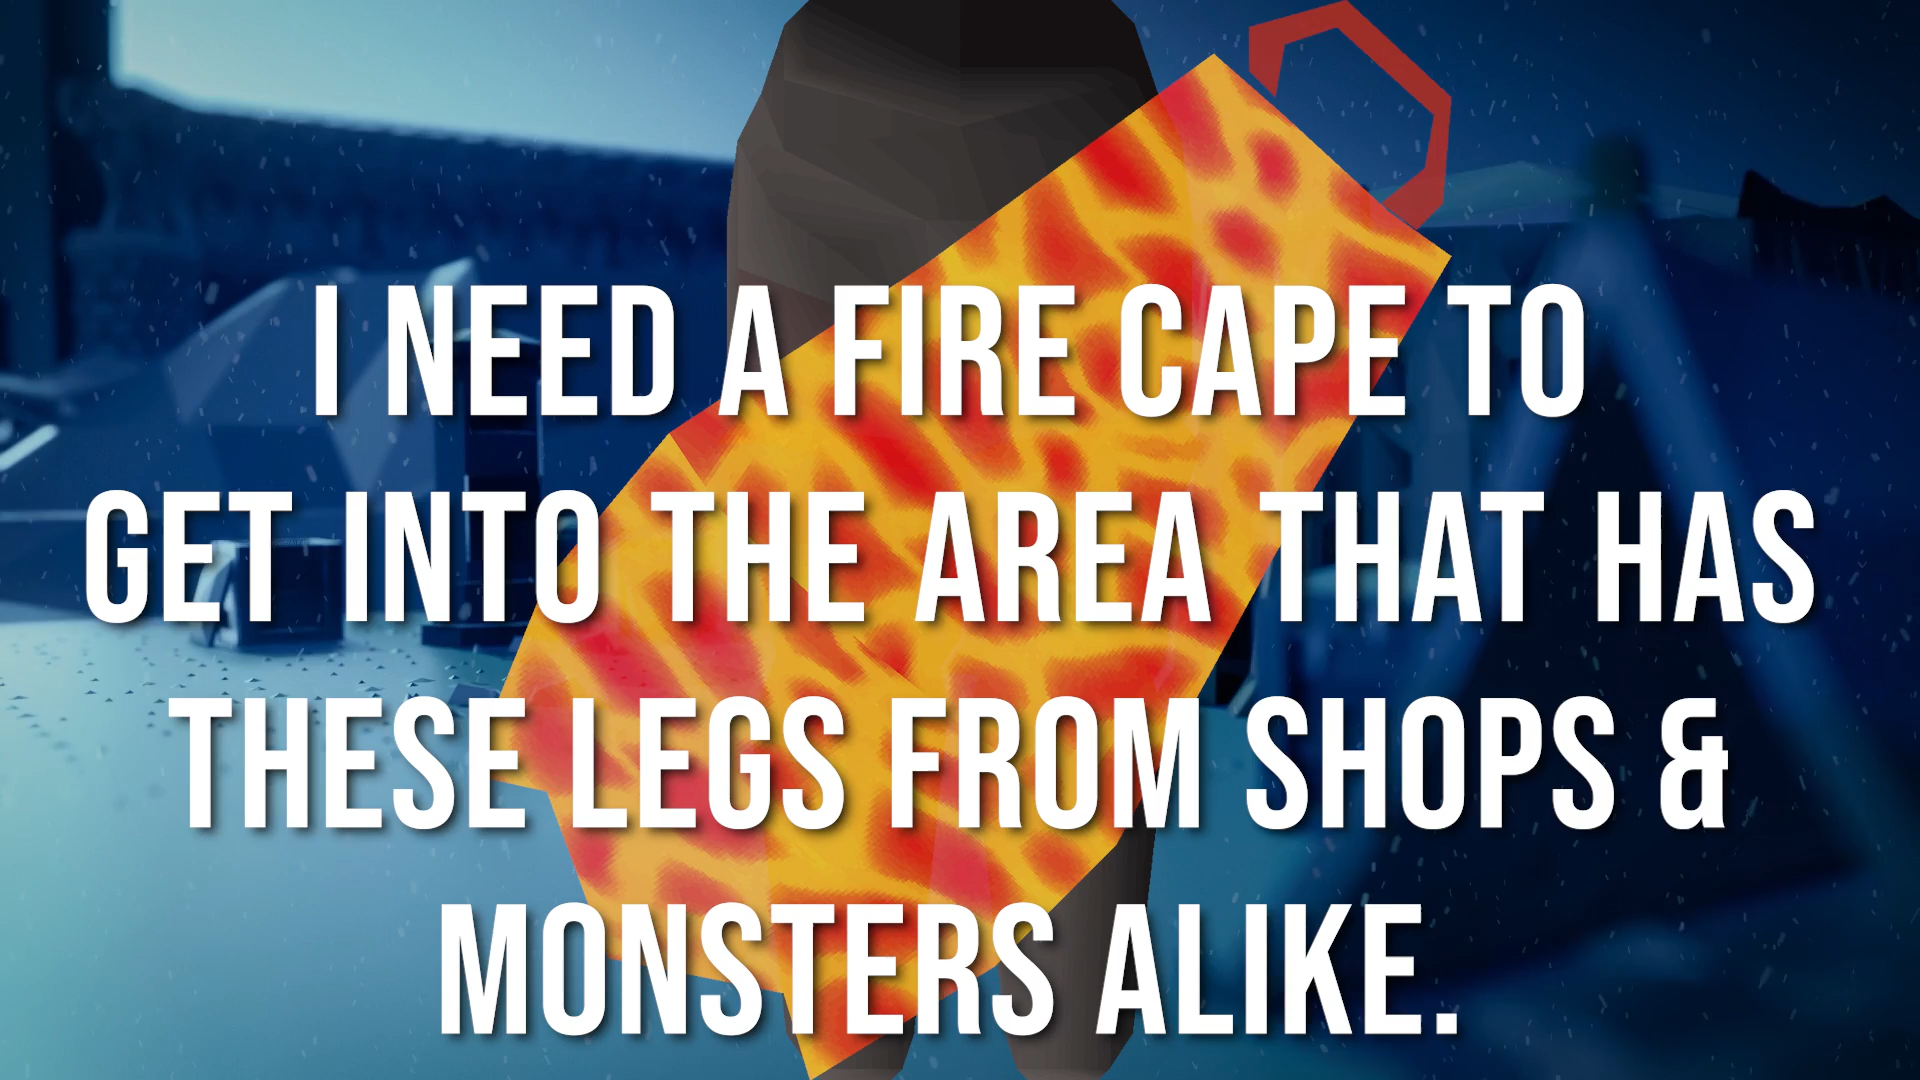 I NEED A FIRE CAPE TO
GET INTO THE AREA THAT HAS
THESE LEGS FROM SHOPS &
MONSTERS ALIKE.